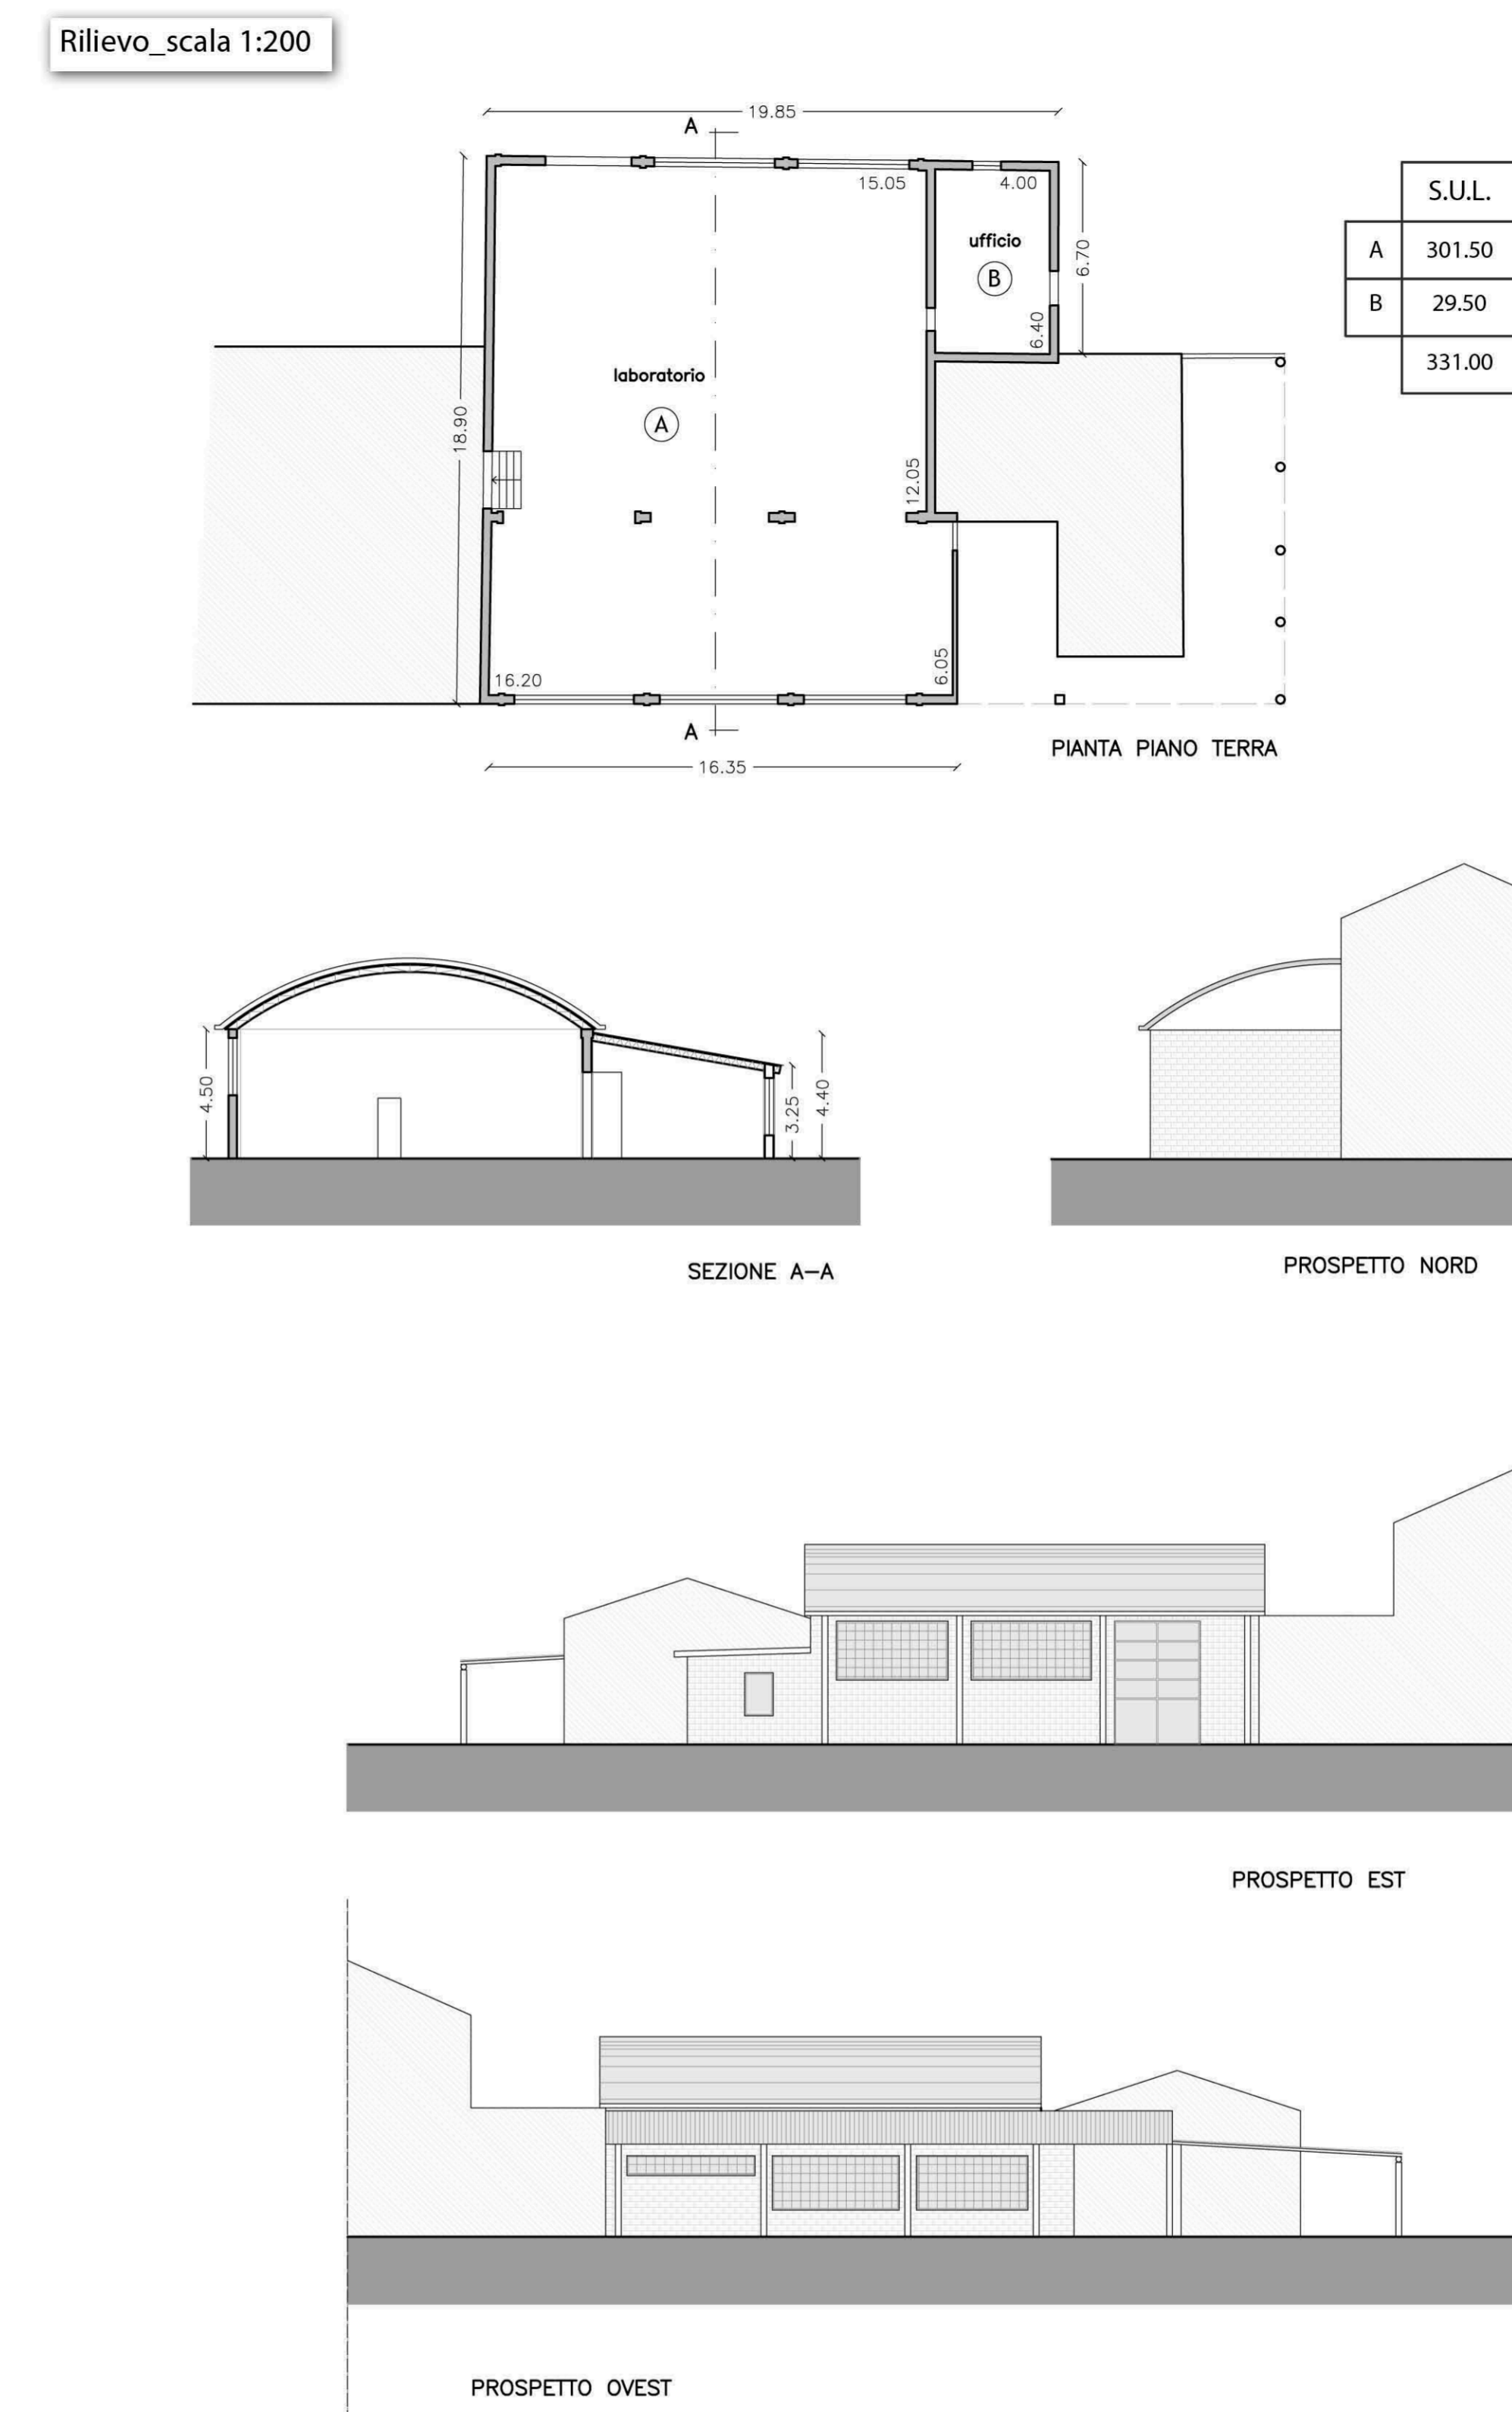 Rilievo_scala 1:200
19.85
A
15.05
4.00
S.U.L.
ufficio
B
6.70
A 301.50
B 29.50
6.40
331.00
laboratorio
A
18.90
12.05
16.20
6.05
A
PIANTA PIANO TERRA
16.35
4.50
3.25
4.40
SEZIONE A-A
PROSPETTO NORD
PROSPETTO EST
PROSPETTO OVEST